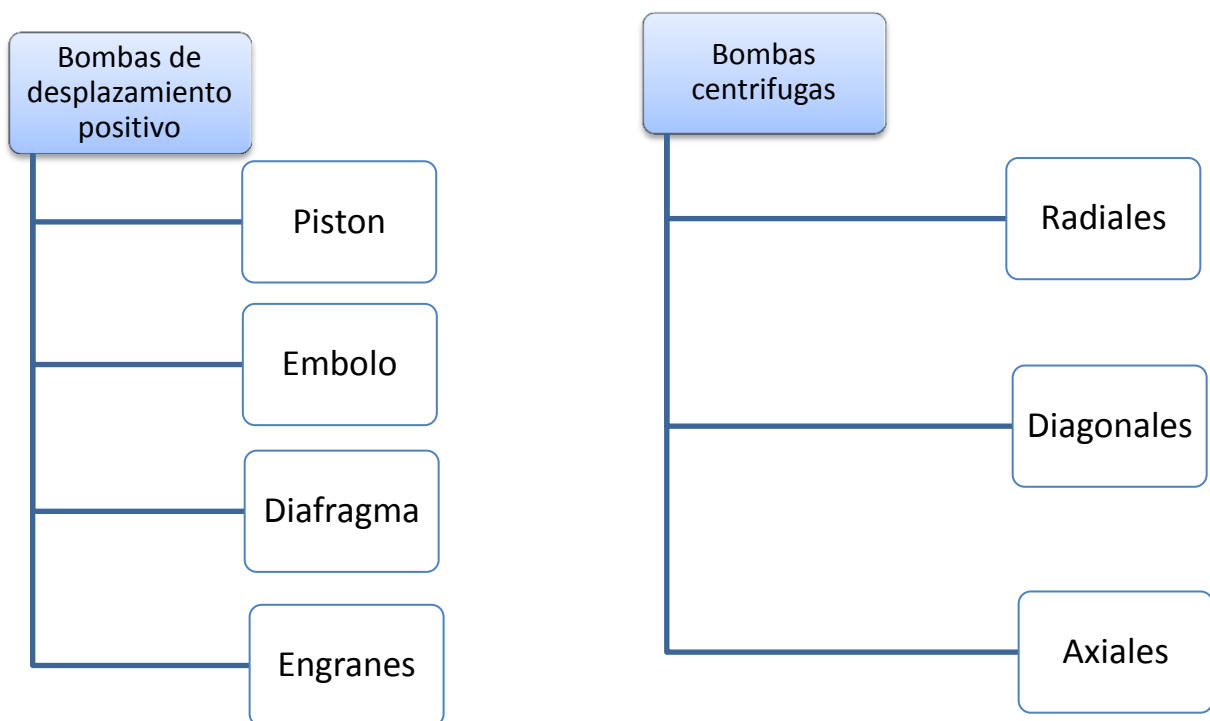 Bombas de
desplazamiento
positivo
Piston
Embolo
Diafragma
Engranes
Bombas
centrifugas
Radiales
Diagonales
Axiales